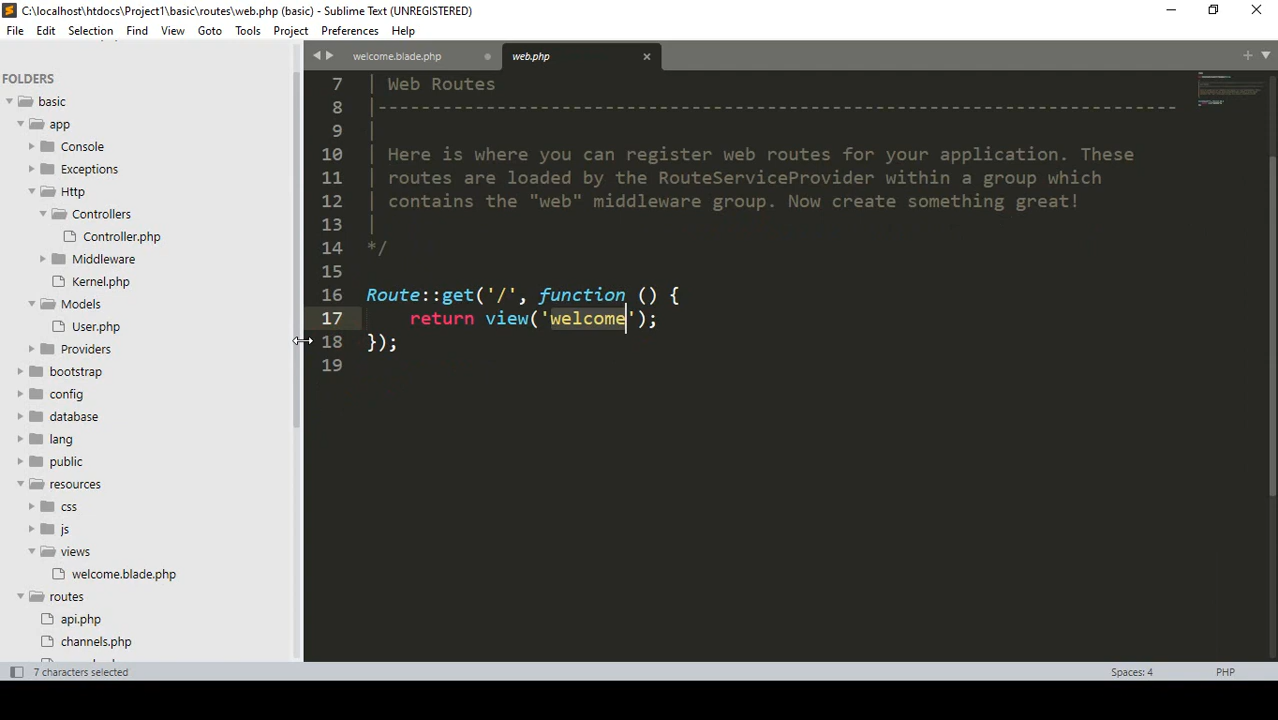 C:\localhost\htdocs\Project1\basic\routes\web.php (basic) - Sublime Text (UNREGISTERED)
File Edit Selection Find View Goto Tools Project Preferences Help
FOLDERS
basic
app
Console
Exceptions
Http
Controllers
Controller.php
Middleware
Kernel.php
Models
User.php
Providers
bootstrap
config
database
lang
public
resources
css
js
views
welcome.blade.php
routes
api.php
channels.php
welcome.blade.php web.php
7 | Web Routes
8 |--------------------------------------------------------------------------
9 |
10 | Here is where you can register web routes for your application. These
11 | routes are loaded by the RouteServiceProvider within a group which
12 | contains the "web" middleware group. Now create something great!
13 |
14 */
15
16 Route::get('/', function () {
17     return view('welcome');
18 });
19
7 characters selected Spaces: 4 PHP